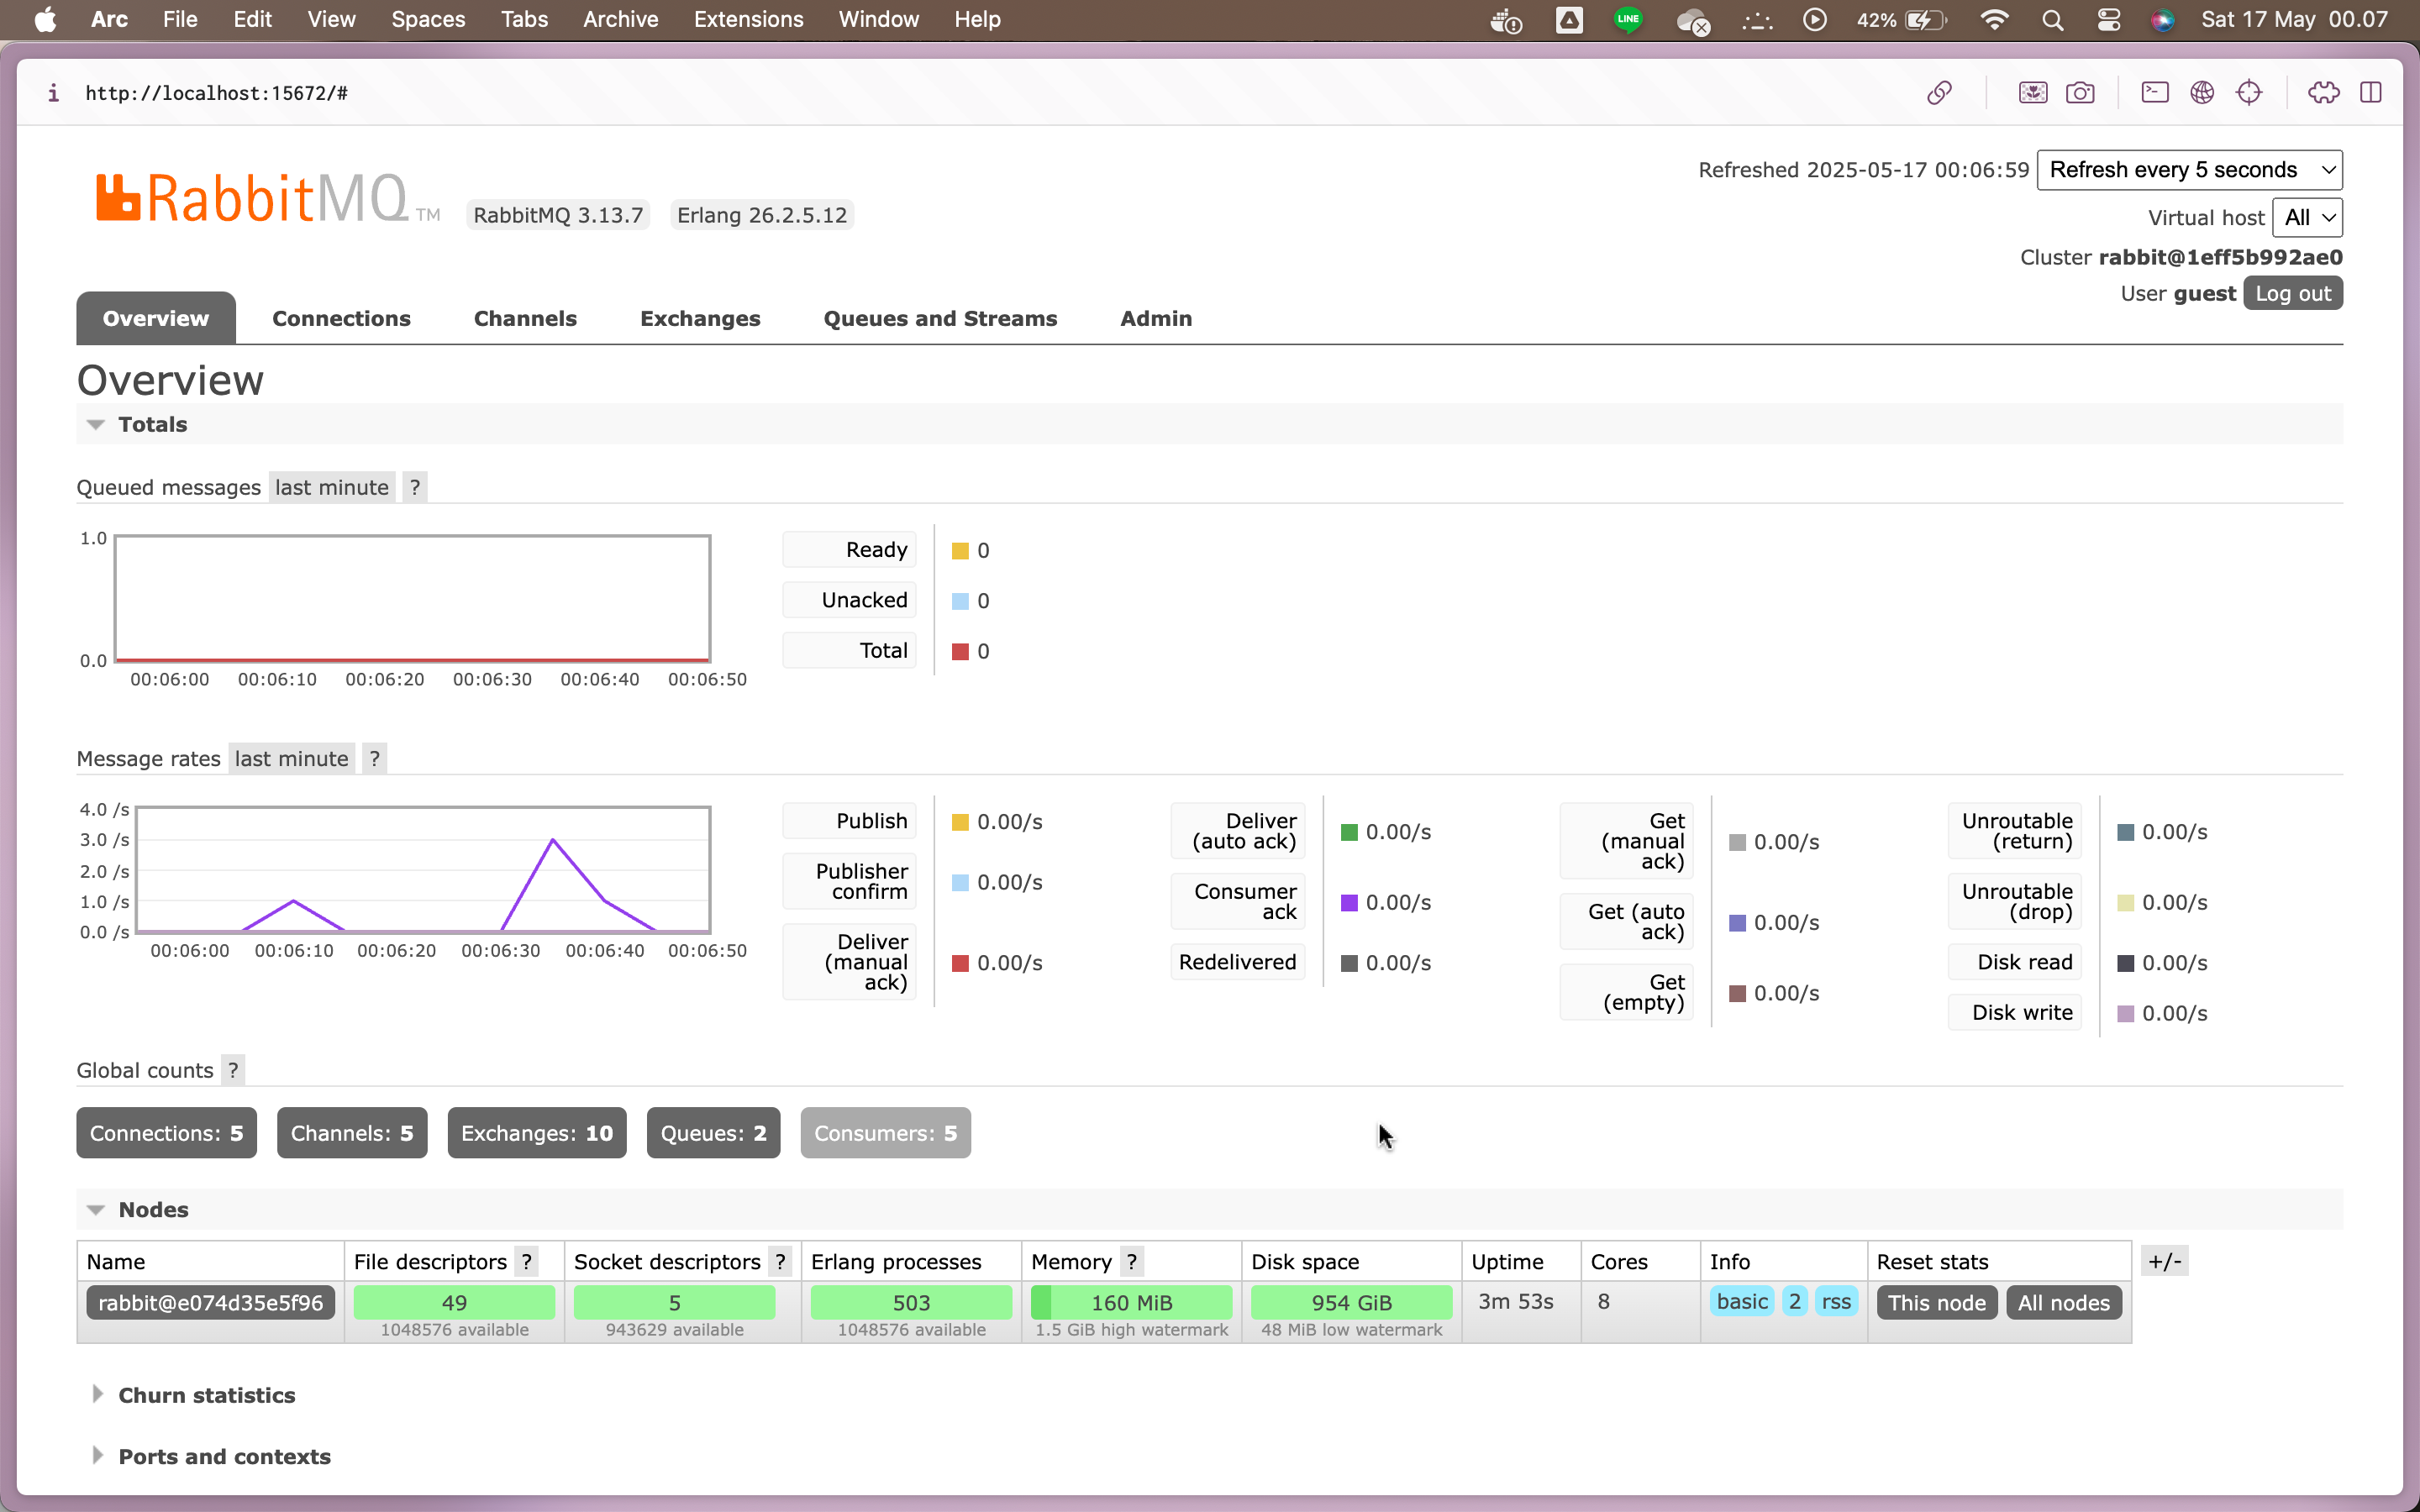 Arc File Edit View Spaces Tabs Archive Extensions Window Help LINE 42% Sat 17 May 00.07
http://localhost:15672/#
RabbitMQ TM RabbitMQ 3.13.7 Erlang 26.2.5.12
Refreshed 2025-05-17 00:06:59 Refresh every 5 seconds
Virtual host All
Cluster rabbit@1eff5b992ae0
User guest Log out
Overview Connections Channels Exchanges Queues and Streams Admin
Overview
Totals
Queued messages last minute ?
1.0
0.0
00:06:00 00:06:10 00:06:20 00:06:30 00:06:40 00:06:50
Ready 0
Unacked 0
Total 0
Message rates last minute ?
4.0 /s
3.0 /s
2.0 /s
1.0 /s
0.0 /s
00:06:00 00:06:10 00:06:20 00:06:30 00:06:40 00:06:50
Publish 0.00/s
Publisher
confirm 0.00/s
Deliver
(manual
ack) 0.00/s
Deliver
(auto ack) 0.00/s
Consumer
ack 0.00/s
Redelivered 0.00/s
Get
(manual
ack) 0.00/s
Get (auto
ack) 0.00/s
Get
(empty) 0.00/s
Unroutable
(return) 0.00/s
Unroutable
(drop) 0.00/s
Disk read 0.00/s
Disk write 0.00/s
Global counts ?
Connections: 5 Channels: 5 Exchanges: 10 Queues: 2 Consumers: 5
Nodes
Name File descriptors ? Socket descriptors ? Erlang processes Memory ? Disk space Uptime Cores Info Reset stats +/-
rabbit@e074d35e5f96 49 5 503 160 MiB 954 GiB 3m 53s 8 basic 2 rss This node All nodes
1048576 available 943629 available 1048576 available 1.5 GiB high watermark 48 MiB low watermark
Churn statistics
Ports and contexts